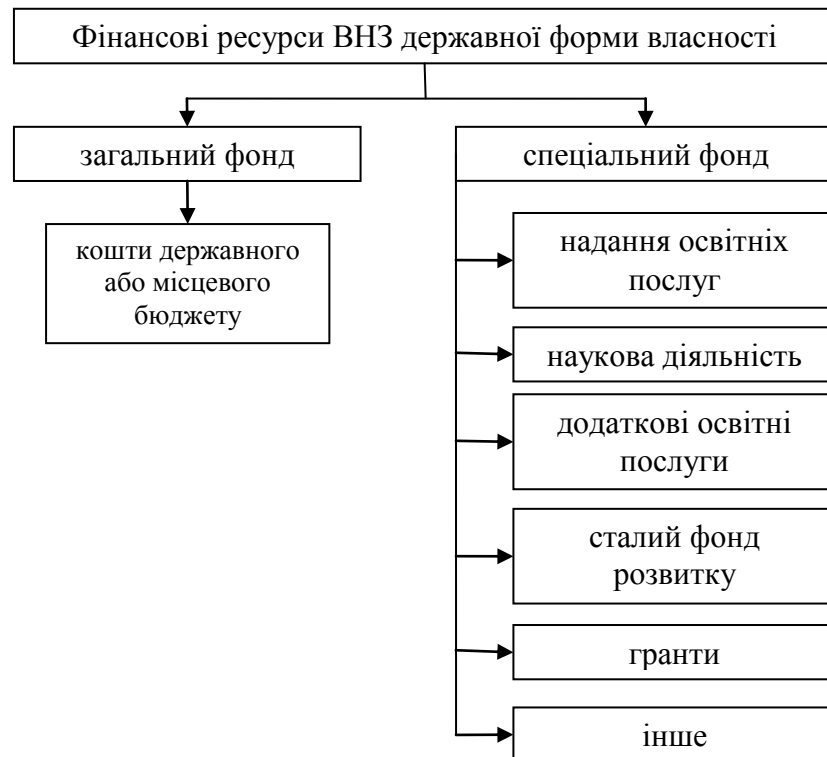 Фінансові ресурси ВНЗ державної форми власності
загальний фонд
кошти державного
або місцевого
бюджету
спеціальний фонд
надання освітніх
послуг
наукова діяльність
додаткові освітні
послуги
сталий фонд
розвитку
гранти
інше